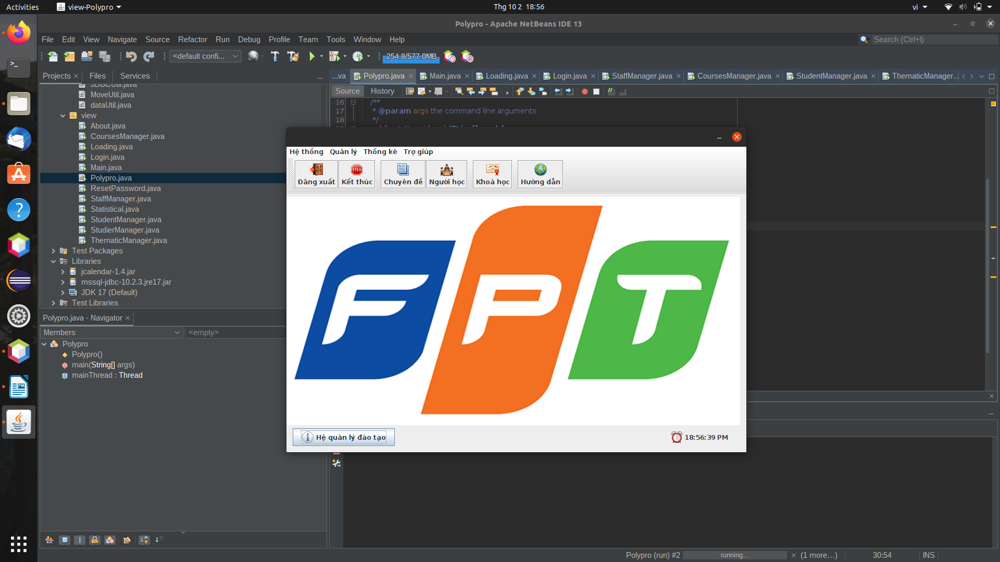 Activities
view-Polypro
Thg 10 2 18:56
vi
Polypro - Apache NetBeans IDE 13
File Edit View Navigate Source Refactor Run Debug Profile Team Tools Window Help
Search (Ctrl+I)
<default confi...
254.8/577.0MB
Projects Files Services
...va Polypro.java Main.java Loading.java Login.java StaffManager.java CoursesManager.java StudentManager.java ThematicManager...
Source History
JDBCUtil.java
MoveUtil.java
dataUtil.java
view
About.java
CoursesManager.java
Loading.java
Login.java
Main.java
Polypro.java
ResetPassword.java
StaffManager.java
Statistical.java
StudentManager.java
StudierManager.java
ThematicManager.java
Test Packages
Libraries
jcalendar-1.4.jar
mssql-jdbc-10.2.3.jre17.jar
JDK 17 (Default)
Test Libraries
16 /**
17 * @param args the command line arguments
18 */
Hệ thống Quản lý Thống kê Trợ giúp
Đăng xuất Kết thúc Chuyên đề Người học Khoá học Hướng dẫn
STOP
FPT
Hệ quản lý đào tạo
18:56:39 PM
Polypro.java - Navigator
Members
<empty>
Polypro
Polypro()
main(String[] args)
mainThread : Thread
Polypro (run) #2
running...
(1 more...)
30:54
INS